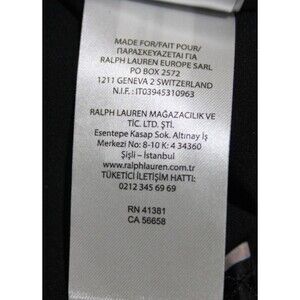 MADE FOR/FAIT POUR/
ΠΑΡΑΣΚΕΥΑΖΕΤΑΙ ΓΙΑ
RALPH LAUREN EUROPE SARL
PO BOX 2572
1211 GENEVA 2 SWITZERLAND
N.I.F. : IT03945310963
RALPH LAUREN MAĞAZACILIK VE
TİC. LTD. ŞTİ.
Esentepe Kasap Sok. Altınay İş
Merkezi No: 8-10 K: 4 34360
Şişli – İstanbul
www.ralphlauren.com
TÜKETİCİ İLETİŞİM HATTI:
0212 345 69 69
RN 41381
CA 56658